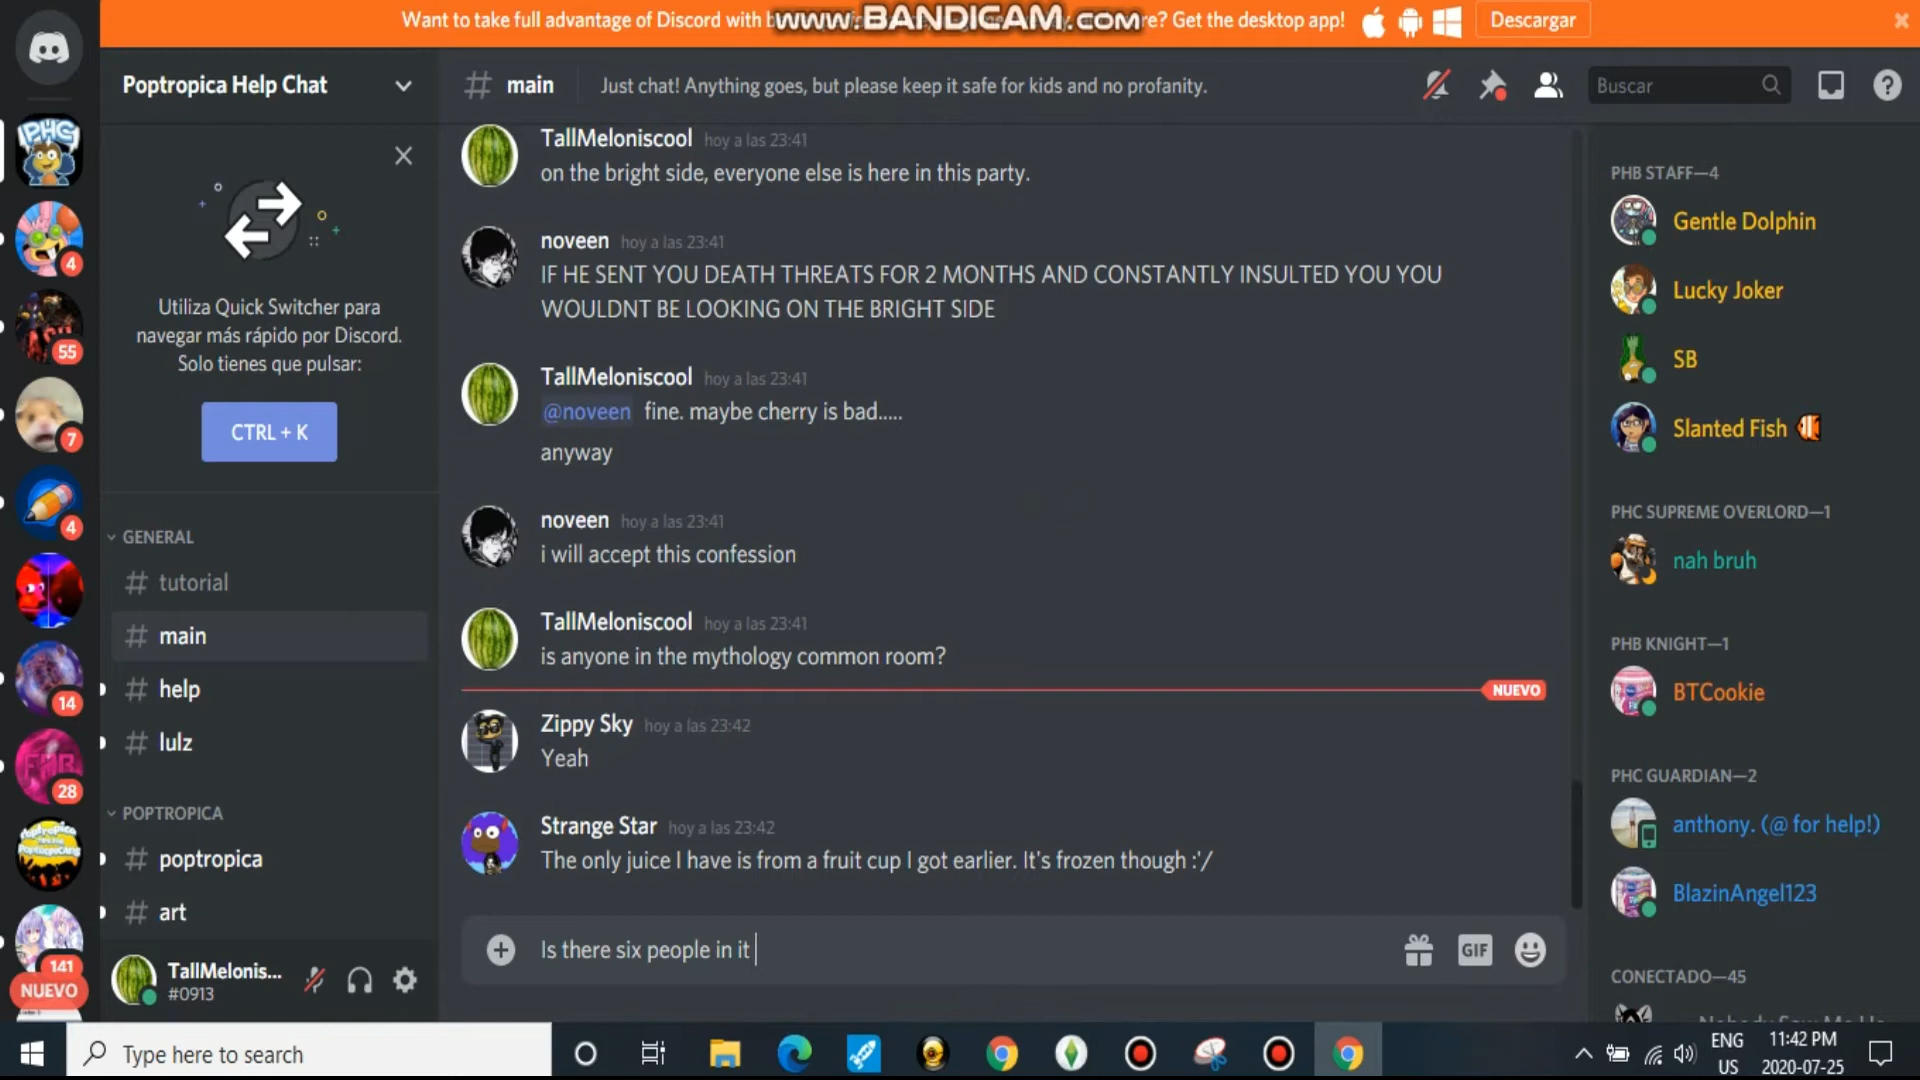 Want to take full advantage of Discord with
www.BANDICAM.com
re? Get the desktop app!
Descargar
Poptropica Help Chat
main
Just chat! Anything goes, but please keep it safe for kids and no profanity.
Buscar
PHC
4
55
7
4
14
PHB
28
141
NUEVO
Utiliza Quick Switcher para
navegar más rápido por Discord.
Solo tienes que pulsar:
CTRL + K
GENERAL
# tutorial
# main
# help
# lulz
POPTROPICA
# poptropica
# art
TallMelonis...
#0913
TallMeloniscool hoy a las 23:41
on the bright side, everyone else is here in this party.
noveen hoy a las 23:41
IF HE SENT YOU DEATH THREATS FOR 2 MONTHS AND CONSTANTLY INSULTED YOU YOU
WOULDNT BE LOOKING ON THE BRIGHT SIDE
TallMeloniscool hoy a las 23:41
@noveen fine. maybe cherry is bad.....
anyway
noveen hoy a las 23:41
i will accept this confession
TallMeloniscool hoy a las 23:41
is anyone in the mythology common room?
NUEVO
Zippy Sky hoy a las 23:42
Yeah
Strange Star hoy a las 23:42
The only juice I have is from a fruit cup I got earlier. It's frozen though :'/
Is there six people in it
GIF
PHB STAFF—4
Gentle Dolphin
Lucky Joker
SB
Slanted Fish
PHC SUPREME OVERLORD—1
nah bruh
PHB KNIGHT—1
BTCookie
PHC GUARDIAN—2
anthony. (@ for help!)
BlazinAngel123
CONECTADO—45
Type here to search
ENG
US
11:42 PM
2020-07-25